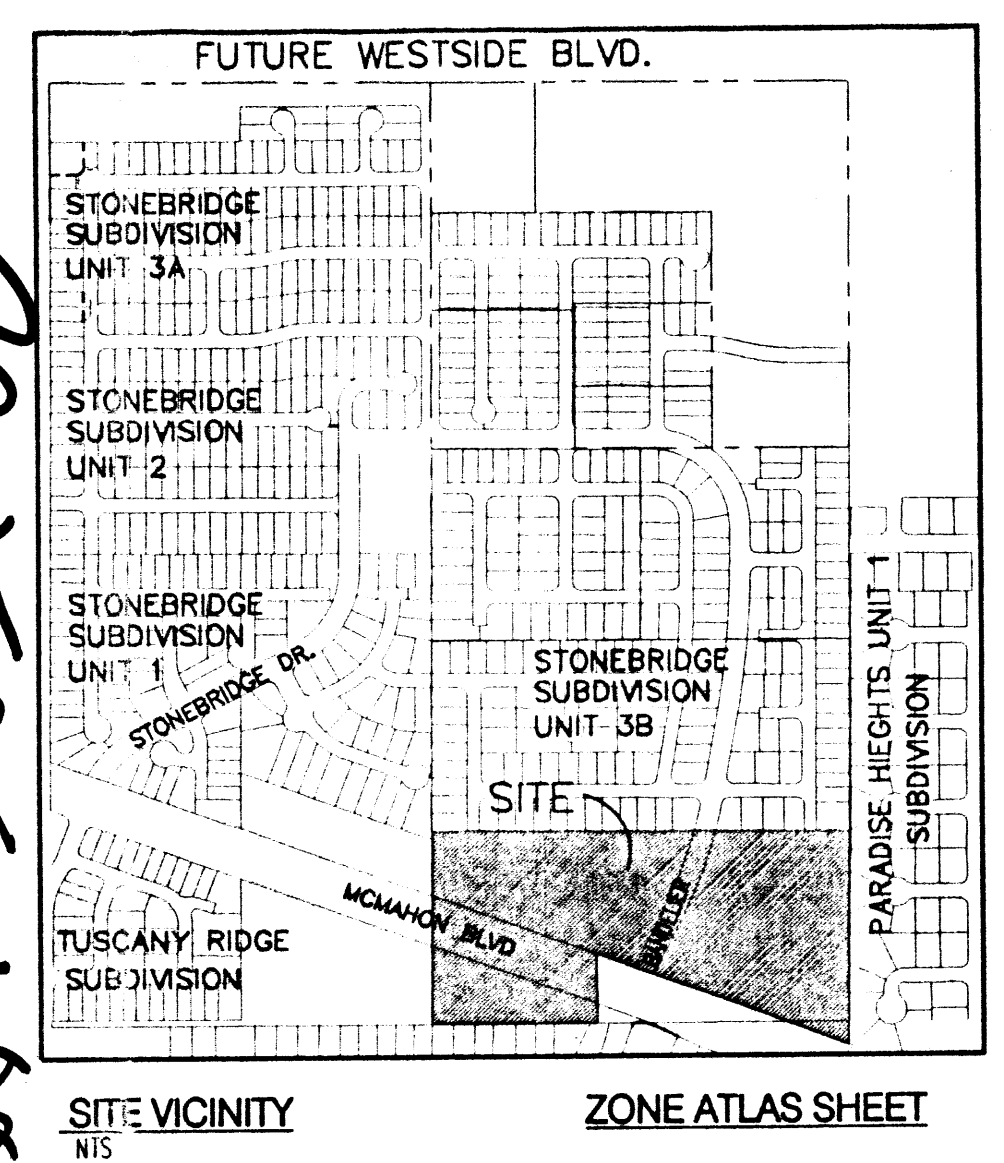 FUTURE WESTSIDE BLVD.
STONEBRIDGE
SUBDIVISION
UNIT 3A
STONEBRIDGE
SUBDIVISION
UNIT 2
STONEBRIDGE
SUBDIVISION
UNIT 1
STONEBRIDGE DR.
STONEBRIDGE
SUBDIVISION
UNIT 3B
PARADISE HIEGHTS UNIT 1
SUBDIVISION
SITE
MCMAHON BLVD
BANDELIER
TUSCANY RIDGE
SUBDIVISION
SITE VICINITY
NTS
ZONE ATLAS SHEET